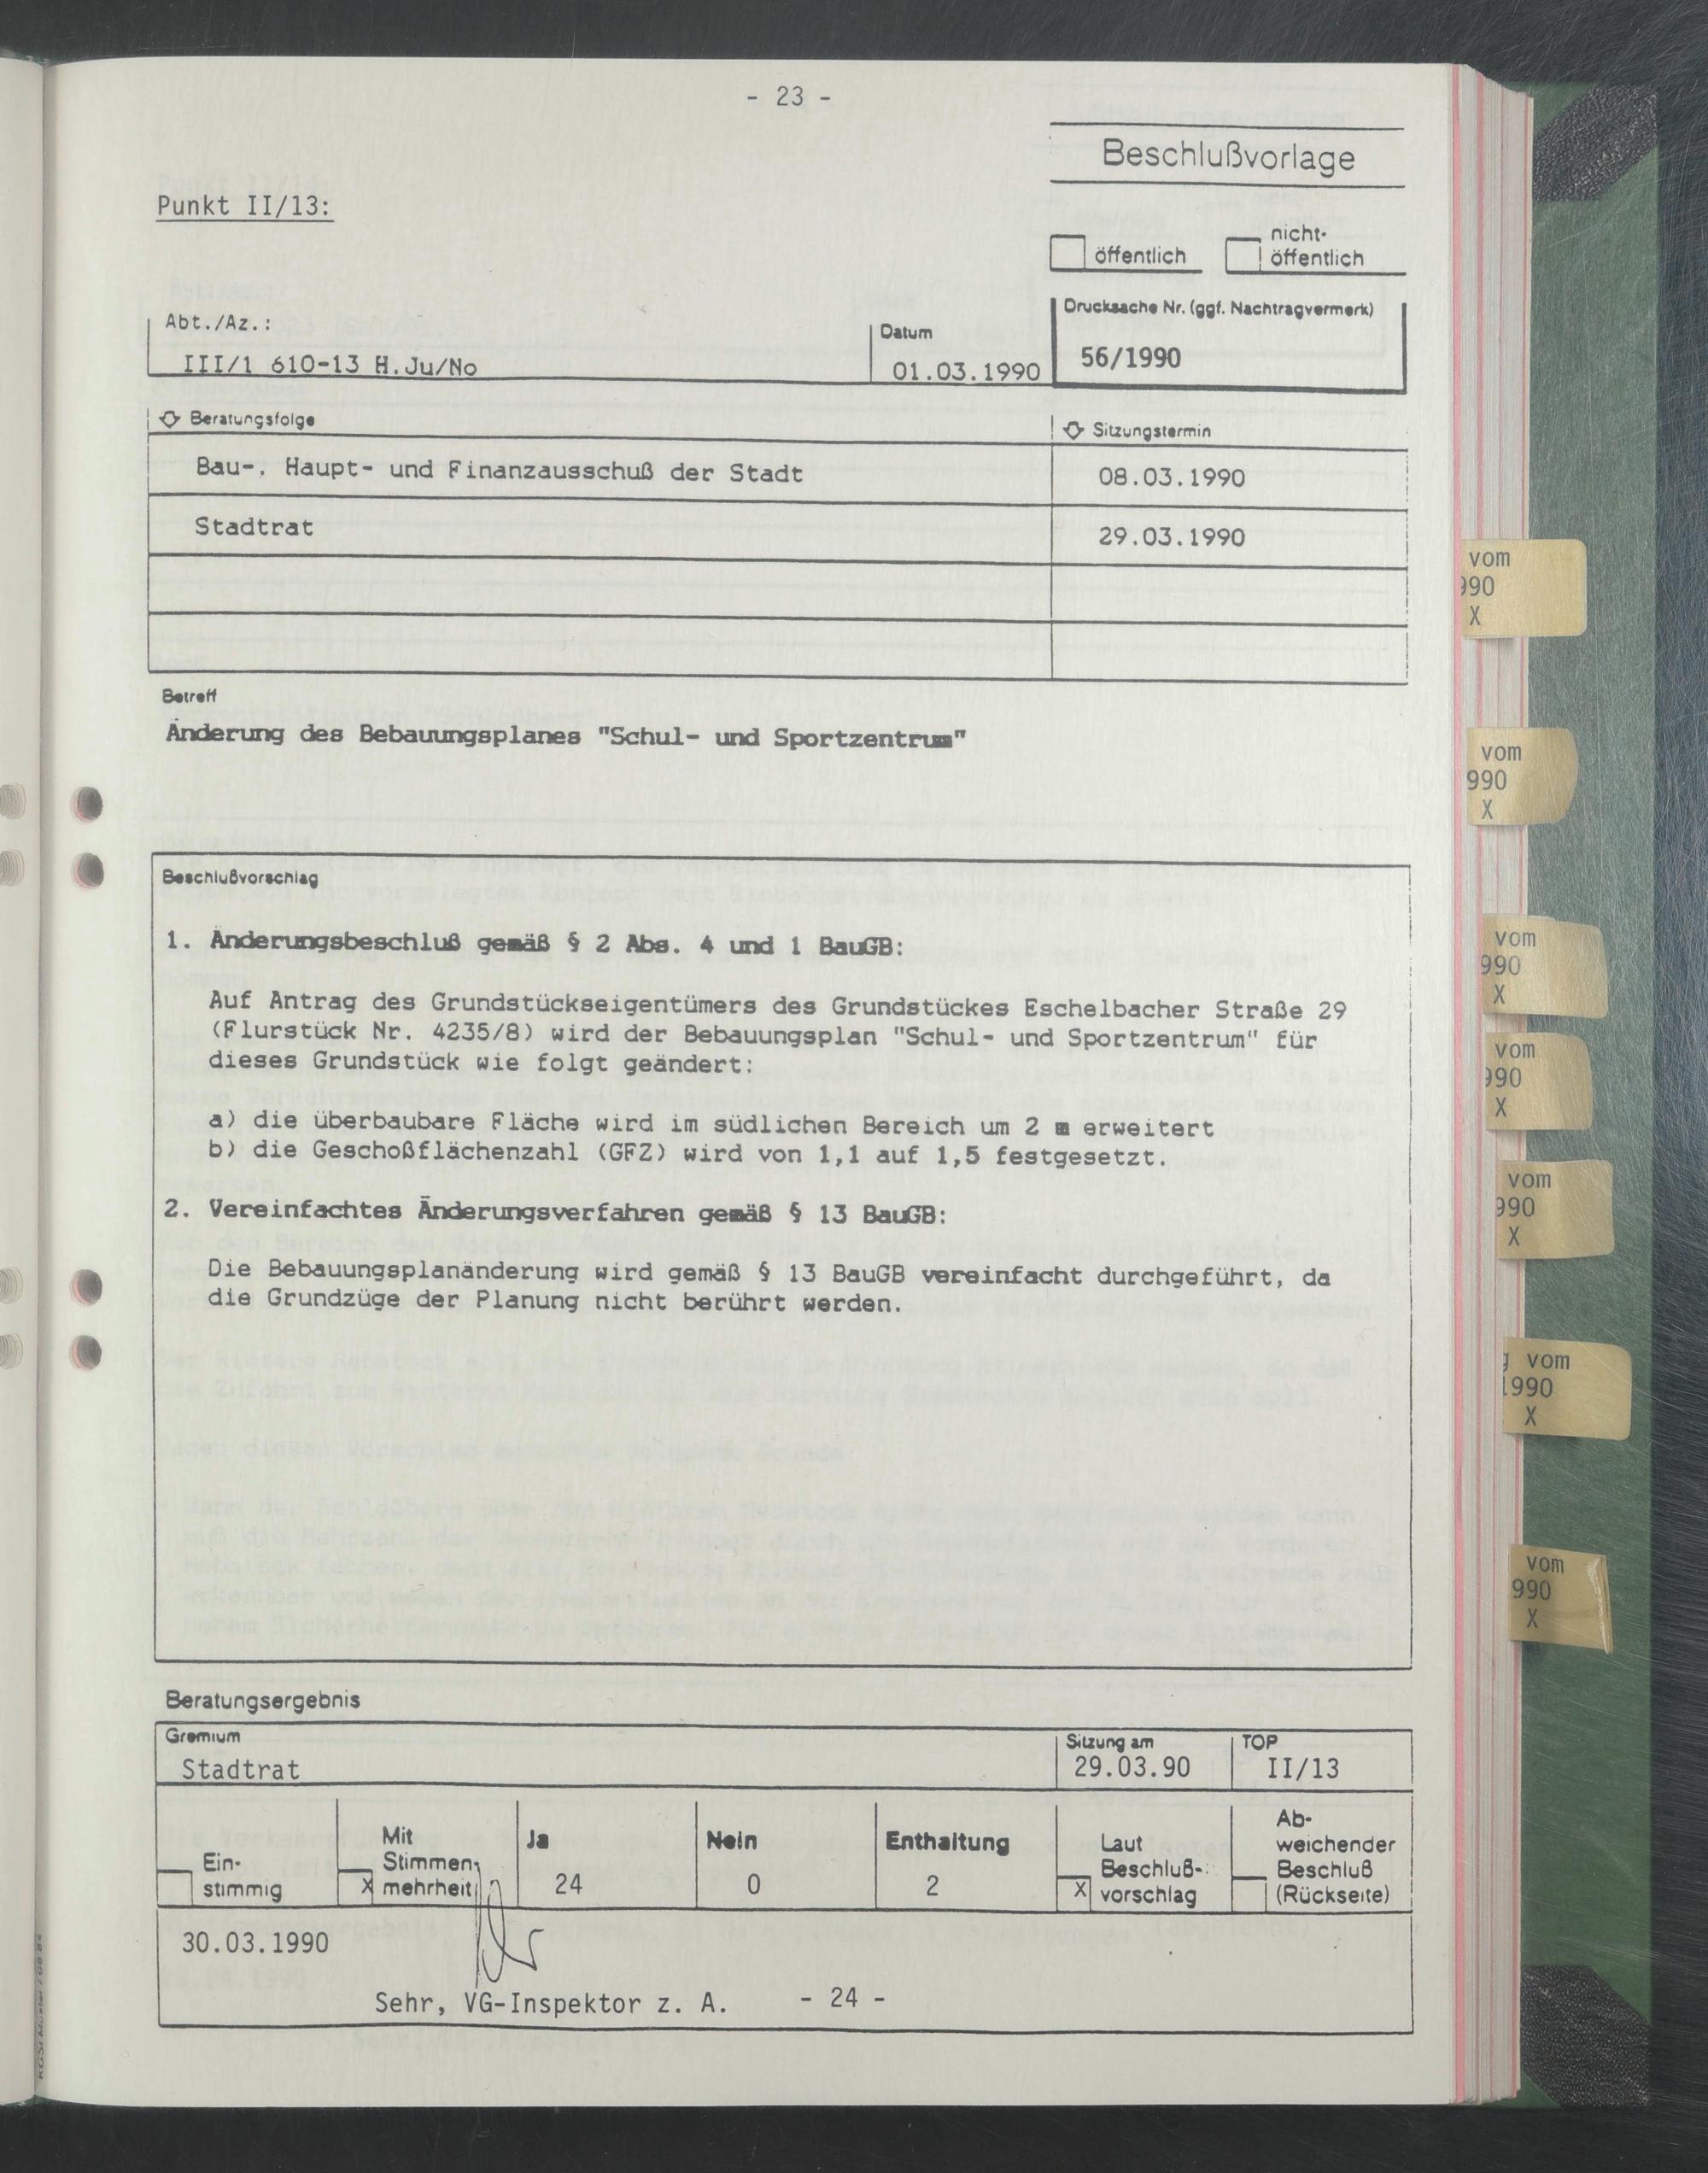 - 23 -
Beschlußvorlage
Punkt II/13:
öffentlich
nicht-
öffentlich
Drucksache Nr. (ggf. Nachtragvermerk)
56/1990
Abt./Az.:
III/1 610-13 H.Ju/No
Datum
01.03.1990
Beratungsfolge
Sitzungstermin
Bau-, Haupt- und Finanzausschuß der Stadt
08.03.1990
Stadtrat
29.03.1990
Betreff
Änderung des Bebauungsplanes "Schul- und Sportzentrum"
Beschlußvorschlag
1. Änderungsbeschluß gemäß § 2 Abs. 4 und 1 BauGB:
Auf Antrag des Grundstückseigentümers des Grundstückes Eschelbacher Straße 29
(Flurstück Nr. 4235/8) wird der Bebauungsplan "Schul- und Sportzentrum" für
dieses Grundstück wie folgt geändert:
a) die überbaubare Fläche wird im südlichen Bereich um 2 m erweitert
b) die Geschoßflächenzahl (GFZ) wird von 1,1 auf 1,5 festgesetzt.
2. Vereinfachtes Änderungsverfahren gemäß § 13 BauGB:
Die Bebauungsplanänderung wird gemäß § 13 BauGB vereinfacht durchgeführt, da
die Grundzüge der Planung nicht berührt werden.
Beratungsergebnis
Gremium
Stadtrat
Sitzung am
29.03.90
TOP
II/13
Ein-
stimmig
Mit
Stimmen-
X mehrheit
Ja
24
Nein
0
Enthaltung
2
Laut
Beschluß-
X vorschlag
Ab-
weichender
Beschluß
(Rückseite)
30.03.1990
Sehr, VG-Inspektor z. A.
- 24 -
vom
990
X
vom
990
X
vom
990
X
vom
990
X
vom
990
X
g vom
1990
X
vom
990
X